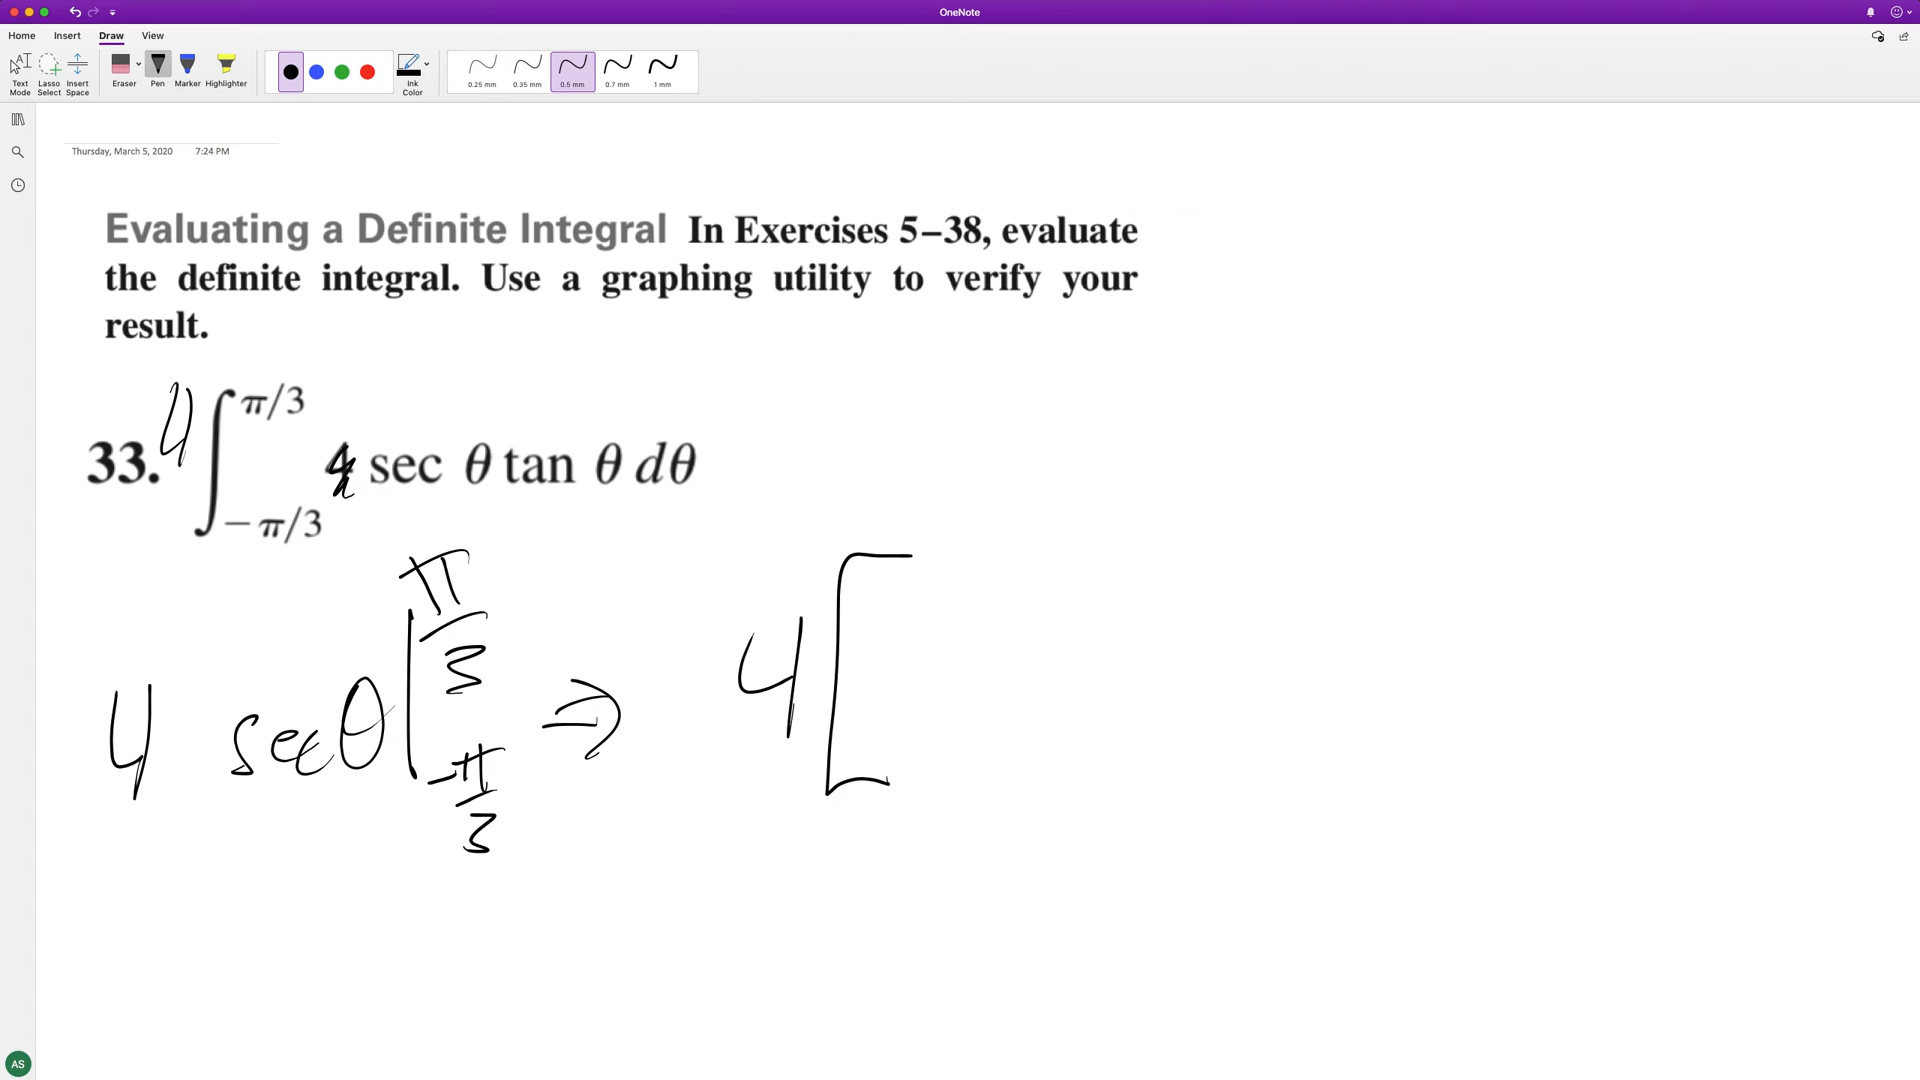 OneNote
Home Insert Draw View
Text Mode Lasso Select Insert Space Eraser Pen Marker Highlighter Ink Color 0.25 mm 0.35 mm 0.5 mm 0.7 mm 1 mm
Thursday, March 5, 2020 7:24 PM
Evaluating a Definite Integral In Exercises 5–38, evaluate
the definite integral. Use a graphing utility to verify your
result.
33. 4 ∫_{-π/3}^{π/3} 4 sec θ tan θ dθ
4 sec θ |_{-π/3}^{π/3} ⇒ 4 [
AS